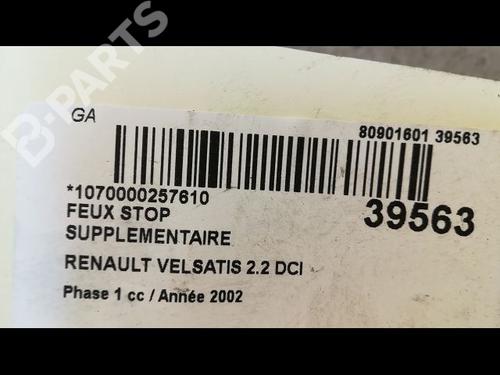 B-PARTS
GA
80901601 39563
*1070000257610
39563
FEUX STOP
SUPPLEMENTAIRE
RENAULT VELSATIS 2.2 DCI
Phase 1 cc / Année 2002